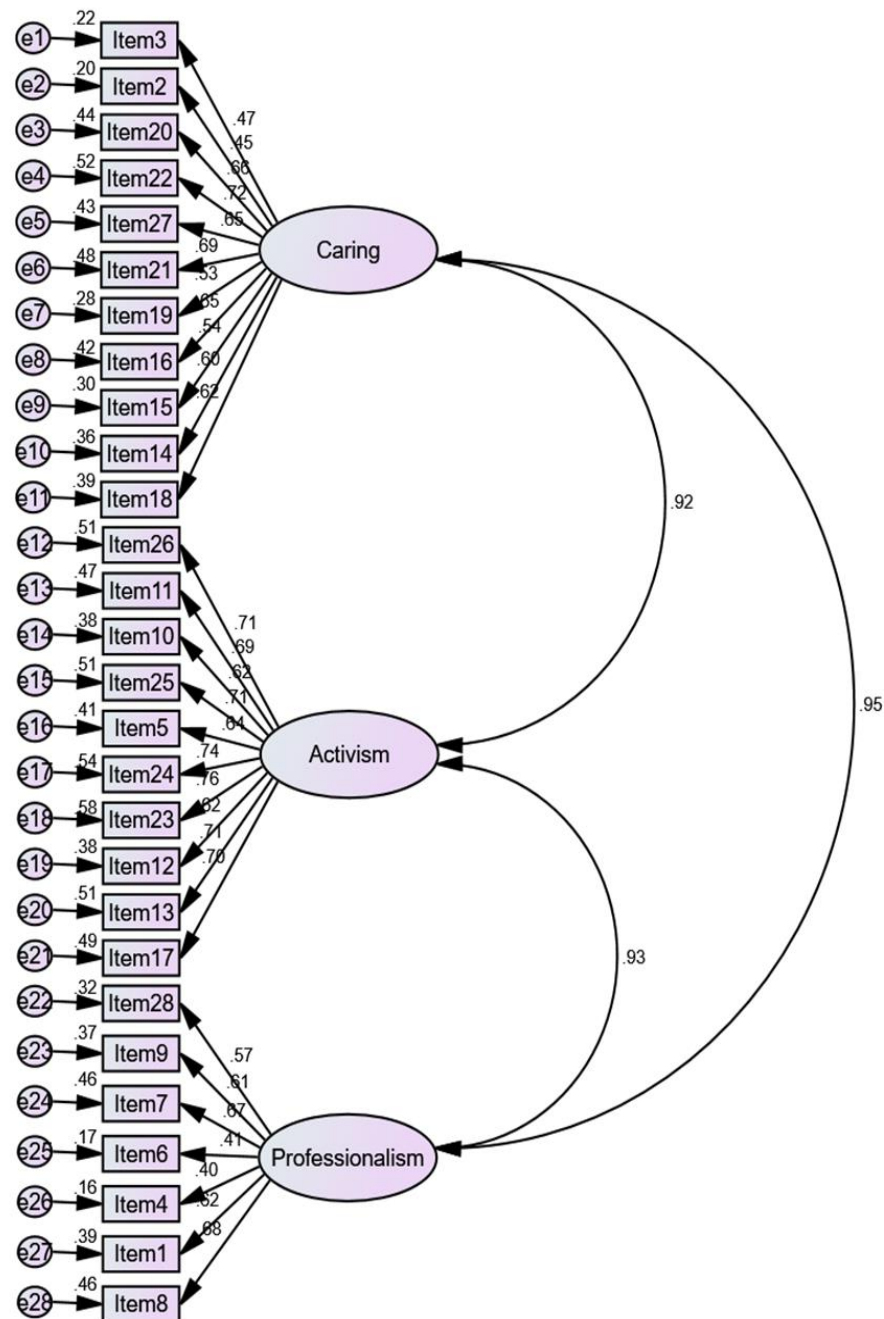 .22
e1 Item3
.20
e2 Item2
.44
e3 Item20
.52
e4 Item22
.43
e5 Item27
.48
e6 Item21
.28
e7 Item19
.42
e8 Item16
.30
e9 Item15
.36
e10 Item14
.39
e11 Item18
.47
.45
.66
.72
.65
.69
.53
.65
.54
.60
.62
Caring
.92
.95
.51
e12 Item26
.47
e13 Item11
.38
e14 Item10
.51
e15 Item25
.41
e16 Item5
.54
e17 Item24
.58
e18 Item23
.38
e19 Item12
.51
e20 Item13
.49
e21 Item17
.71
.69
.62
.71
.64
.74
.76
.62
.71
.70
Activism
.93
.32
e22 Item28
.37
e23 Item9
.46
e24 Item7
.17
e25 Item6
.16
e26 Item4
.39
e27 Item1
.46
e28 Item8
.57
.61
.67
.41
.40
.62
.68
Professionalism